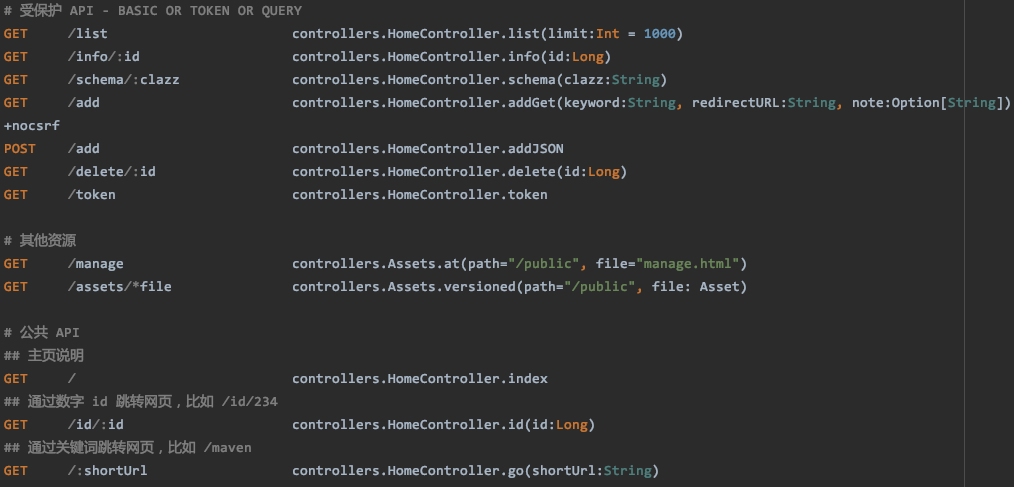 # 受保护 API - BASIC OR TOKEN OR QUERY
GET     /list                       controllers.HomeController.list(limit:Int = 1000)
GET     /info/:id                   controllers.HomeController.info(id:Long)
GET     /schema/:clazz              controllers.HomeController.schema(clazz:String)
GET     /add                        controllers.HomeController.addGet(keyword:String, redirectURL:String, note:Option[String])
+nocsrf
POST    /add                        controllers.HomeController.addJSON
GET     /delete/:id                 controllers.HomeController.delete(id:Long)
GET     /token                      controllers.HomeController.token

# 其他资源
GET     /manage                     controllers.Assets.at(path="/public", file="manage.html")
GET     /assets/*file               controllers.Assets.versioned(path="/public", file: Asset)

# 公共 API
## 主页说明
GET     /                           controllers.HomeController.index
## 通过数字 id 跳转网页，比如 /id/234
GET     /id/:id                     controllers.HomeController.id(id:Long)
## 通过关键词跳转网页，比如 /maven
GET     /:shortUrl                  controllers.HomeController.go(shortUrl:String)